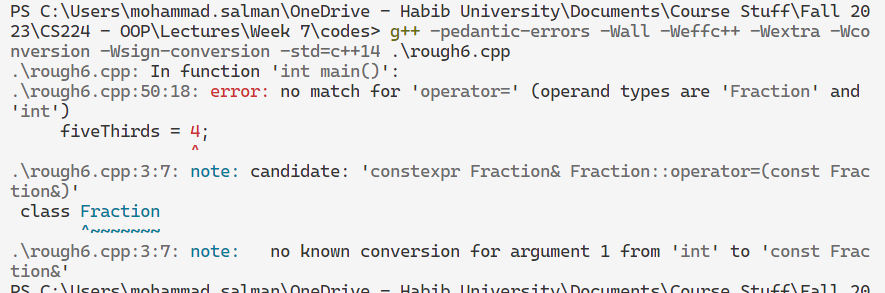 PS C:\Users\mohammad.salman\OneDrive - Habib University\Documents\Course Stuff\Fall 20
23\CS224 - OOP\Lectures\Week 7\codes> g++ -pedantic-errors -Wall -Weffc++ -Wextra -Wco
nversion -Wsign-conversion -std=c++14 .\rough6.cpp
.\rough6.cpp: In function 'int main()':
.\rough6.cpp:50:18: error: no match for 'operator=' (operand types are 'Fraction' and
'int')
     fiveThirds = 4;
                  ^
.\rough6.cpp:3:7: note: candidate: 'constexpr Fraction& Fraction::operator=(const Frac
tion&)'
 class Fraction
       ^~~~~~~~
.\rough6.cpp:3:7: note:   no known conversion for argument 1 from 'int' to 'const Frac
tion&'
PS C:\Users\mohammad.salman\OneDrive - Habib University\Documents\Course Stuff\Fall 20